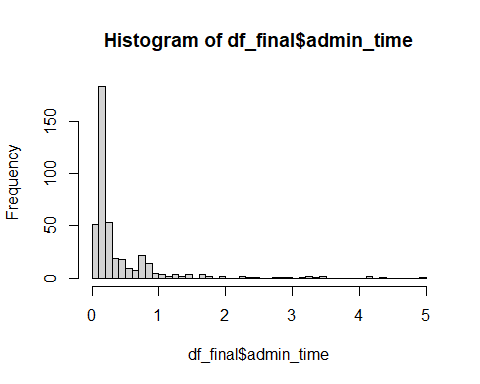 Histogram of df_final$admin_time
Frequency
150
100
50
0
0 1 2 3 4 5
df_final$admin_time